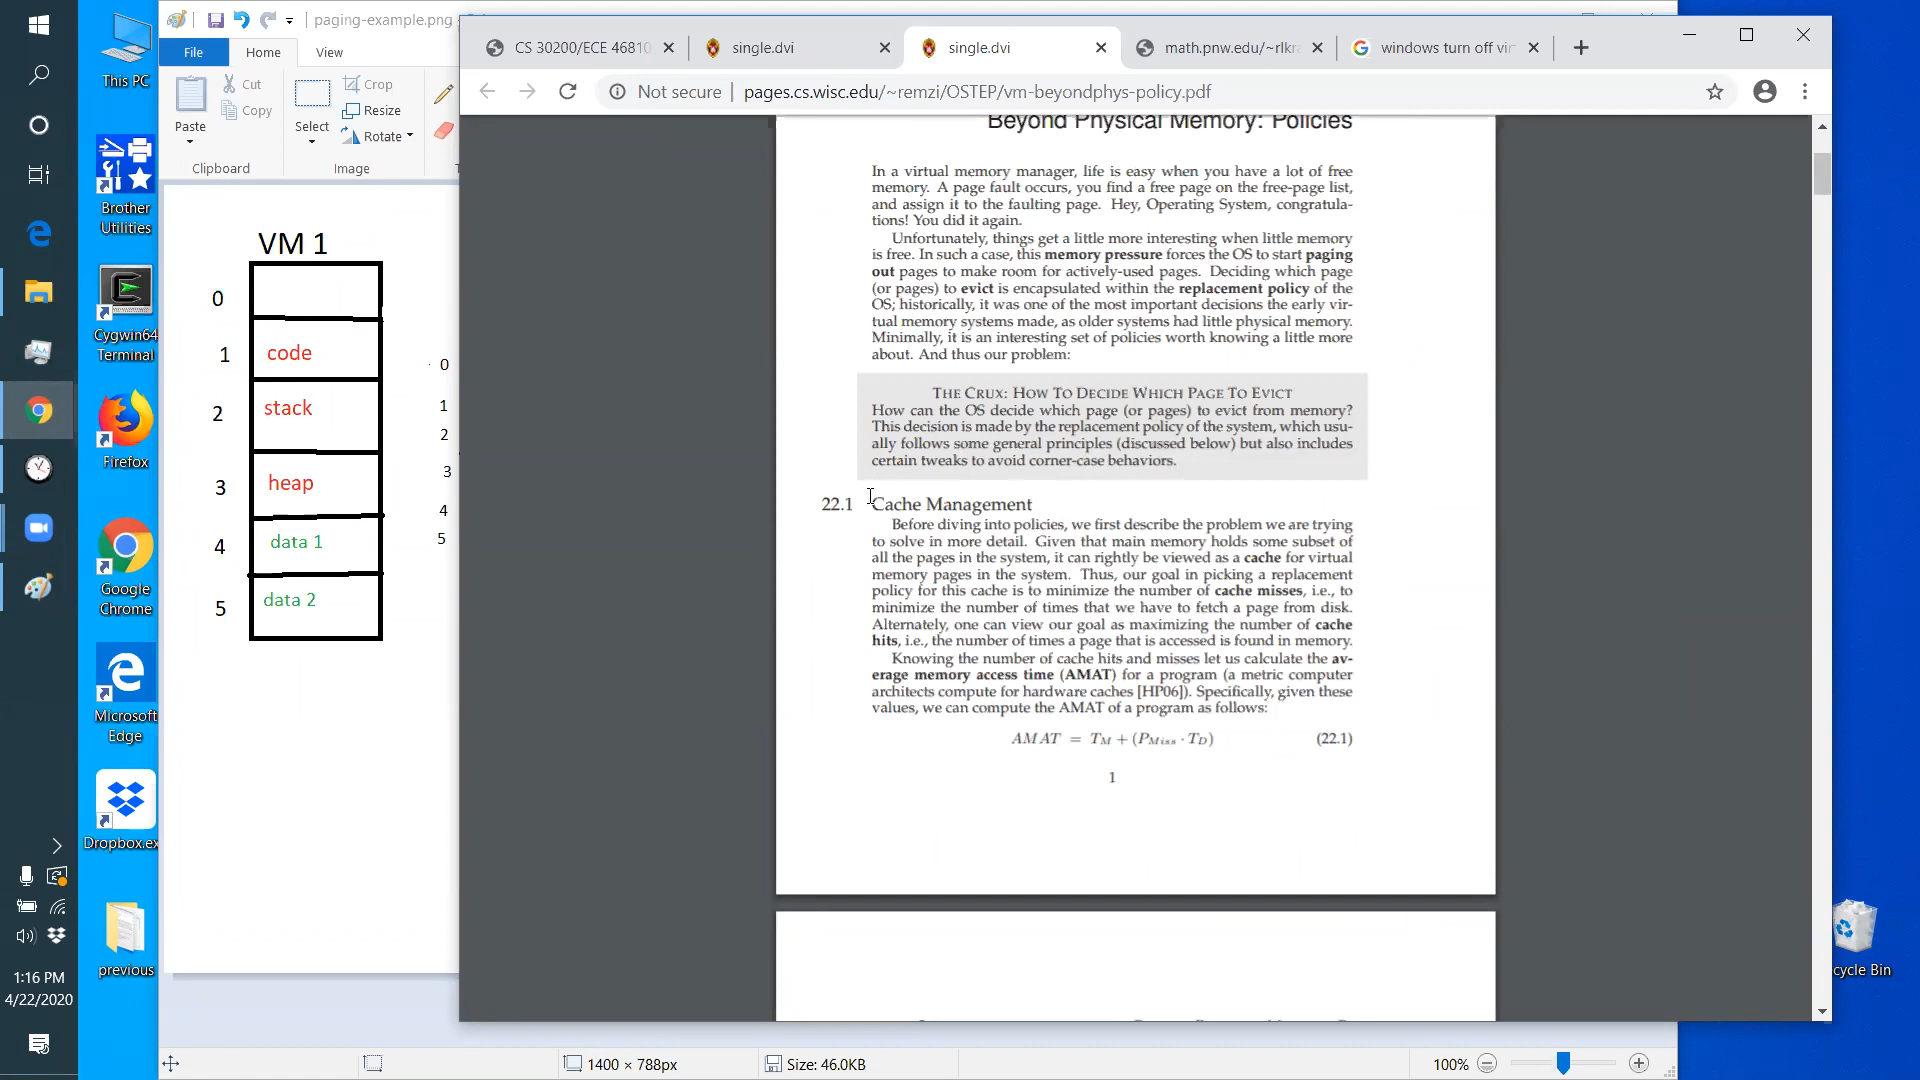 This PC
Brother
Utilities
Cygwin64
Terminal
Firefox
Google
Chrome
Microsoft
Edge
Dropbox.ex
previous
1:16 PM
4/22/2020
paging-example.png -
File
Home
View
Paste
Cut
Copy
Clipboard
Select
Crop
Resize
Rotate
Image
VM 1
0
1 code
2 stack
3 heap
4 data 1
5 data 2
0
1
2
3
4
5
1400 × 788px
Size: 46.0KB
100%
CS 30200/ECE 46810
single.dvi
single.dvi
math.pnw.edu/~rlkra
windows turn off vir
Not secure
pages.cs.wisc.edu/~remzi/OSTEP/vm-beyondphys-policy.pdf
Beyond Physical Memory: Policies
In a virtual memory manager, life is easy when you have a lot of free
memory. A page fault occurs, you find a free page on the free-page list,
and assign it to the faulting page. Hey, Operating System, congratula-
tions! You did it again.
Unfortunately, things get a little more interesting when little memory
is free. In such a case, this memory pressure forces the OS to start paging
out pages to make room for actively-used pages. Deciding which page
(or pages) to evict is encapsulated within the replacement policy of the
OS; historically, it was one of the most important decisions the early vir-
tual memory systems made, as older systems had little physical memory.
Minimally, it is an interesting set of policies worth knowing a little more
about. And thus our problem:
THE CRUX: HOW TO DECIDE WHICH PAGE TO EVICT
How can the OS decide which page (or pages) to evict from memory?
This decision is made by the replacement policy of the system, which usu-
ally follows some general principles (discussed below) but also includes
certain tweaks to avoid corner-case behaviors.
22.1 Cache Management
Before diving into policies, we first describe the problem we are trying
to solve in more detail. Given that main memory holds some subset of
all the pages in the system, it can rightly be viewed as a cache for virtual
memory pages in the system. Thus, our goal in picking a replacement
policy for this cache is to minimize the number of cache misses, i.e., to
minimize the number of times that we have to fetch a page from disk.
Alternately, one can view our goal as maximizing the number of cache
hits, i.e., the number of times a page that is accessed is found in memory.
Knowing the number of cache hits and misses let us calculate the av-
erage memory access time (AMAT) for a program (a metric computer
architects compute for hardware caches [HP06]). Specifically, given these
values, we can compute the AMAT of a program as follows:
AMAT = TM + (PMiss · TD) (22.1)
1
cycle Bin